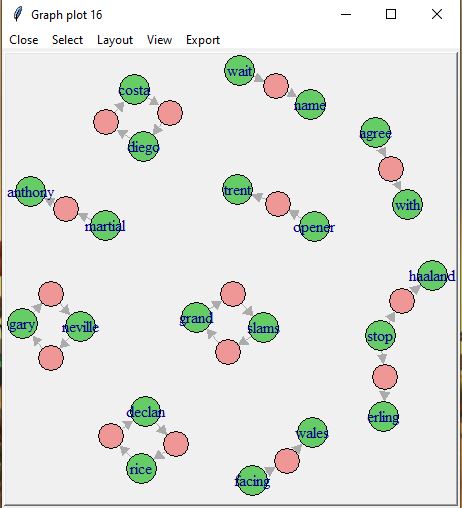 Graph plot 16
Close Select Layout View Export
wait
costa
name
agree
diego
anthony
trent
with
martial
opener
haaland
grand
gary
neville
slams
stop
declan
erling
wales
rice
facing